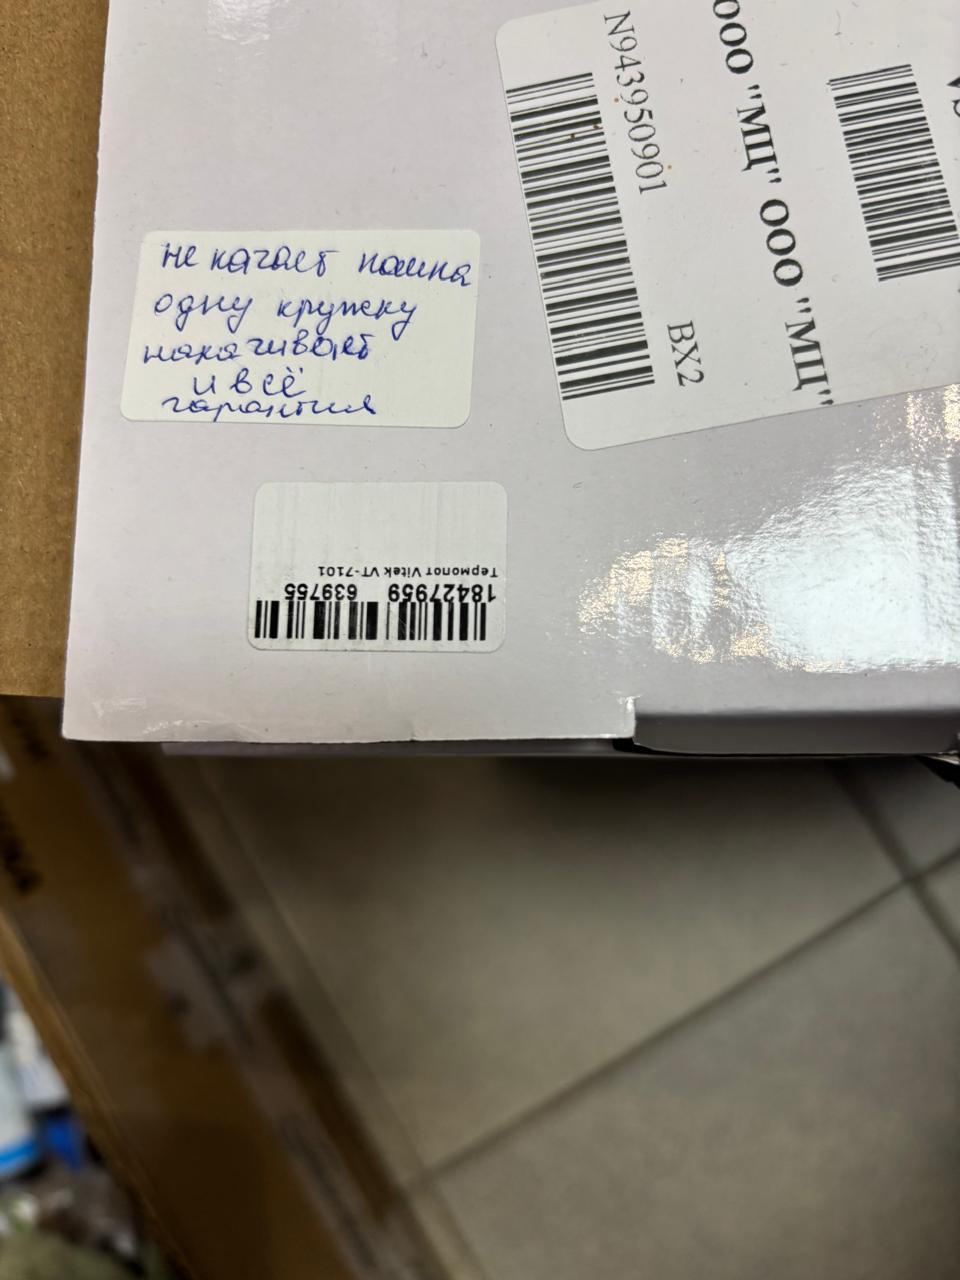 не качает помпа
одну кружку
накачивает
и всё
гарантия
N943950901
BX2
ООО "МЦ" ООО "МЦ"
Термопот Vitek VT-7101
18427959 639755